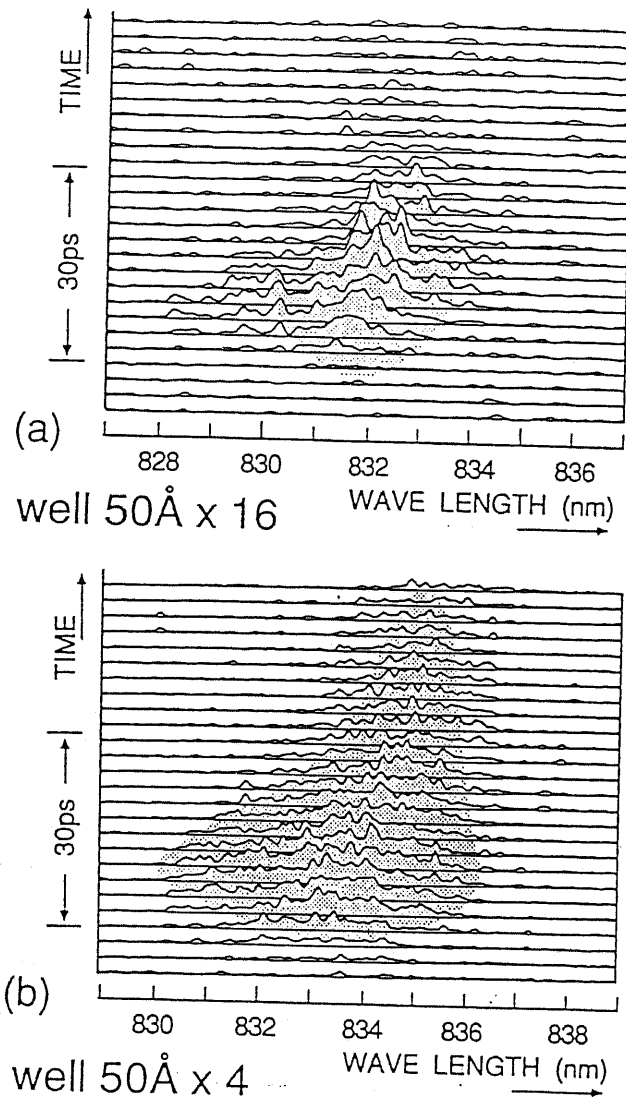 TIME
30ps
(a)
828 830 832 834 836
WAVE LENGTH (nm)
well 50Å x 16
TIME
30ps
(b)
830 832 834 836 838
WAVE LENGTH (nm)
well 50Å x 4